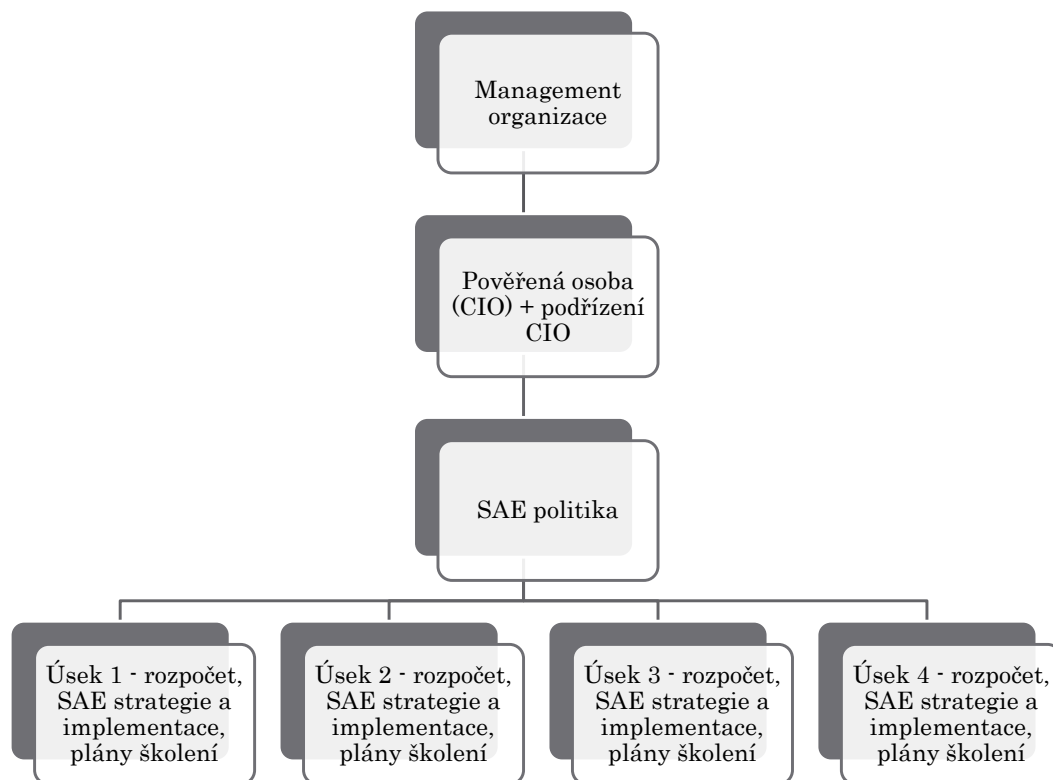 Management
organizace
Pověřená osoba
(CIO) + podřízení
CIO
SAE politika
Úsek 1 - rozpočet,
SAE strategie a
implementace,
plány školení
Úsek 2 - rozpočet,
SAE strategie a
implementace,
plány školení
Úsek 3 - rozpočet,
SAE strategie a
implementace,
plány školení
Úsek 4 - rozpočet,
SAE strategie a
implementace,
plány školení